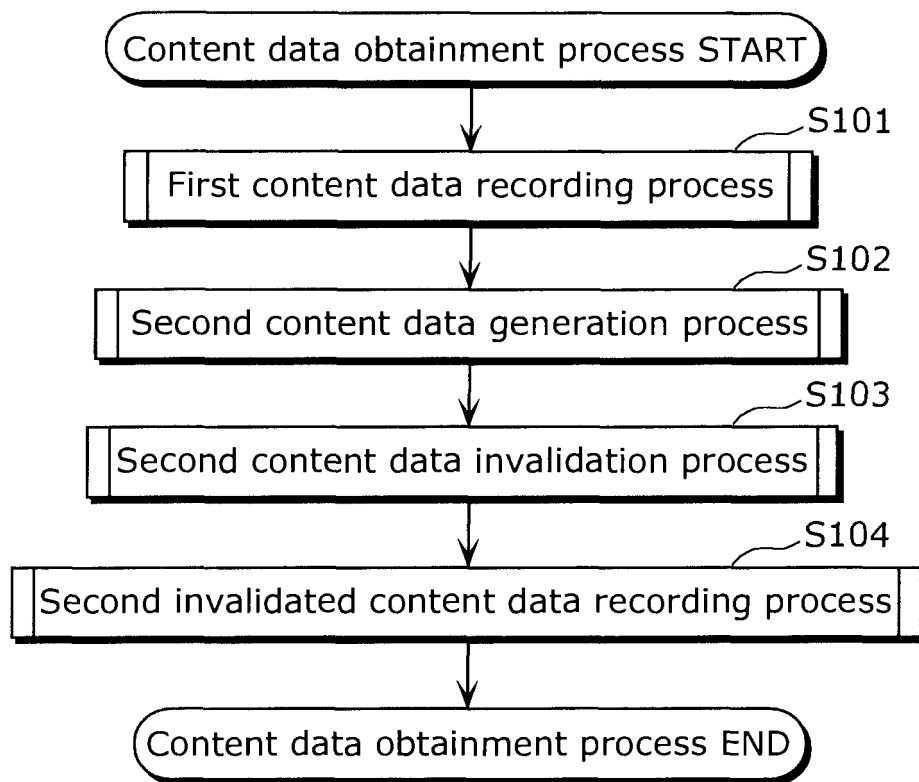 Content data obtainment process START
S101
First content data recording process
S102
Second content data generation process
S103
Second content data invalidation process
S104
Second invalidated content data recording process
Content data obtainment process END